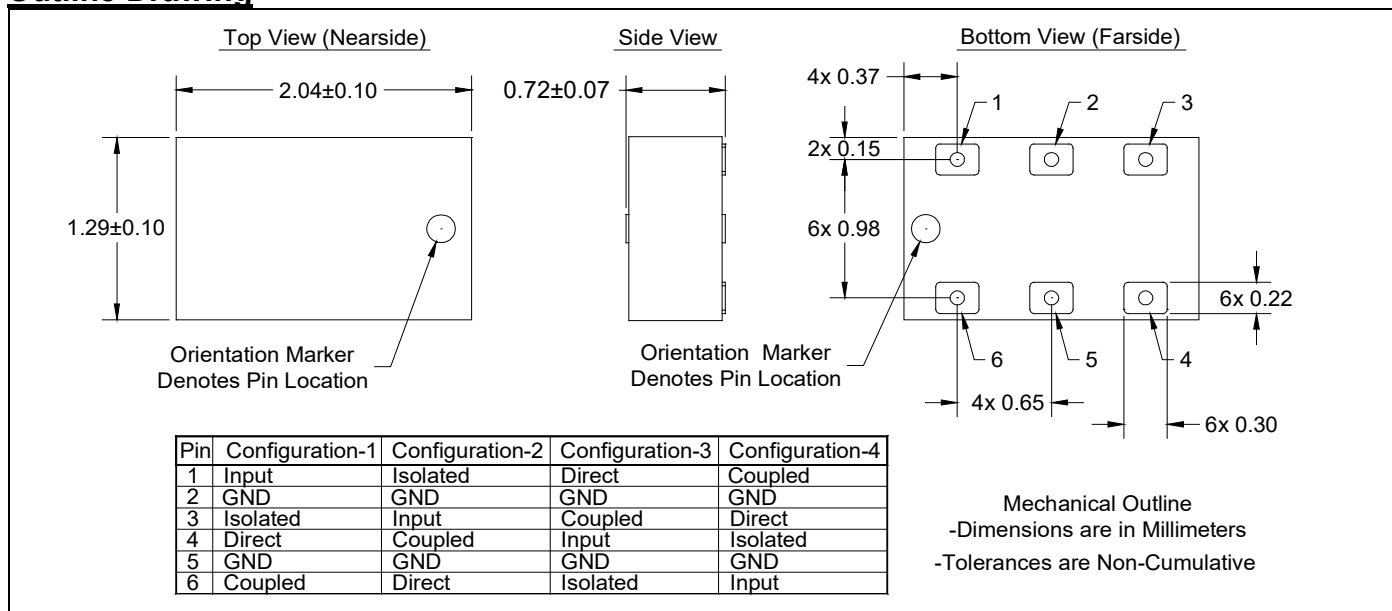 Outline Drawing
Top View (Nearside)
Side View
Bottom View (Farside)
2.04±0.10
0.72±0.07
4x 0.37
1
2
3
2x 0.15
1.29±0.10
6x 0.98
6x 0.22
Orientation Marker
Denotes Pin Location
Orientation Marker
Denotes Pin Location
6
5
4
4x 0.65
6x 0.30
Pin Configuration-1 Configuration-2 Configuration-3 Configuration-4
1 Input Isolated Direct Coupled
2 GND GND GND GND
3 Isolated Input Coupled Direct
4 Direct Coupled Input Isolated
5 GND GND GND GND
6 Coupled Direct Isolated Input
Mechanical Outline
-Dimensions are in Millimeters
-Tolerances are Non-Cumulative